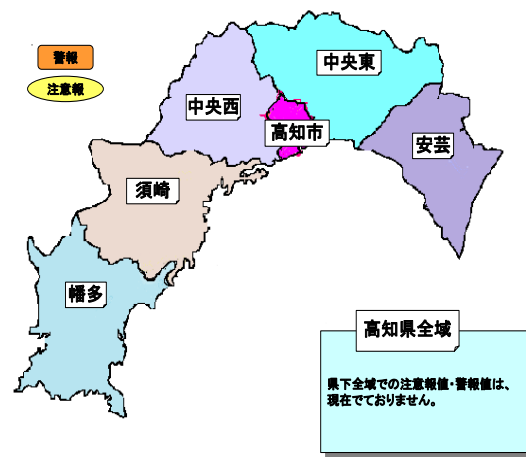 警報
注意報
中央東
中央西
高知市
安芸
須崎
幡多
高知県全域
県下全域での注意報値・警報値は、
現在でておりません。